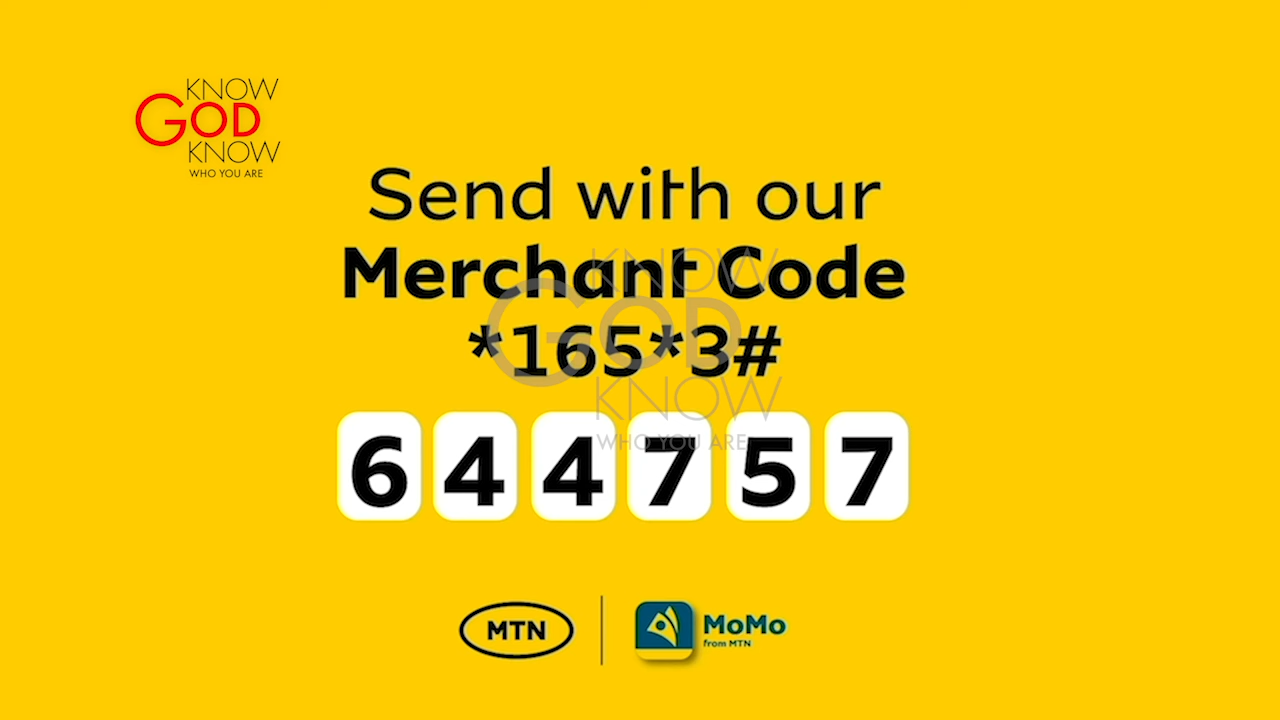 KNOW
GOD
KNOW
WHO YOU ARE
Send with our
Merchant Code
*165*3#
KNOW
GOD
KNOW
WHO YOU ARE
644757
MTN
MoMo
from MTN